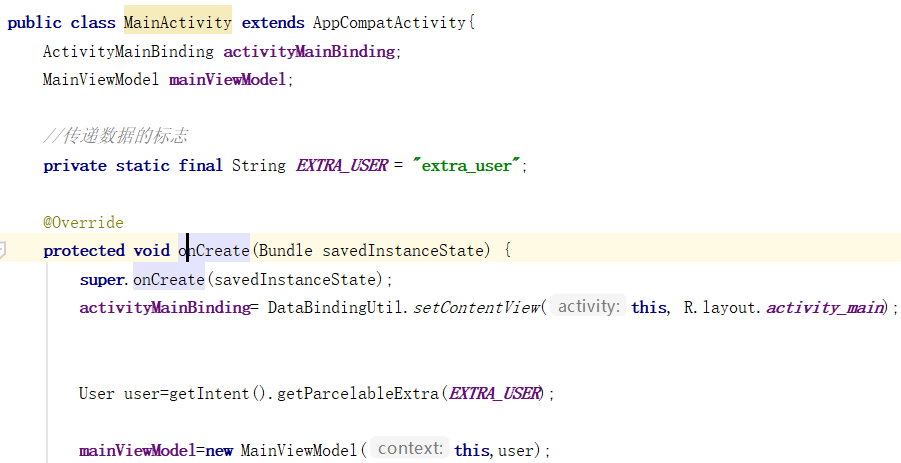 public class MainActivity extends AppCompatActivity{
ActivityMainBinding activityMainBinding;
MainViewModel mainViewModel;
//传递数据的标志
private static final String EXTRA_USER = "extra_user";
@Override
protected void onCreate(Bundle savedInstanceState) {
super.onCreate(savedInstanceState);
activityMainBinding= DataBindingUtil.setContentView( activity: this, R.layout.activity_main);
User user=getIntent().getParcelableExtra(EXTRA_USER);
mainViewModel=new MainViewModel( context: this,user);